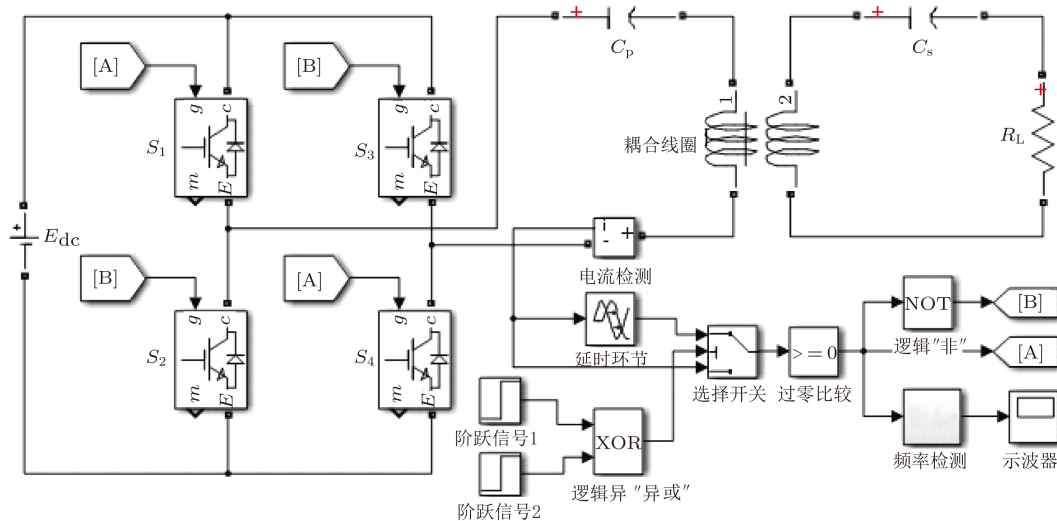 [A]
[B]
g
c
m
E
S1
g
c
m
E
S3
Edc
+
[B]
[A]
g
c
m
E
S2
g
c
m
E
S4
+
Cp
+
Cs
1
2
耦合线圈
+
RL
i
-
+
电流检测
延时环节
选择开关
>=0
过零比较
NOT
逻辑"非"
[B]
[A]
频率检测
示波器
阶跃信号1
阶跃信号2
XOR
逻辑异 "异或"